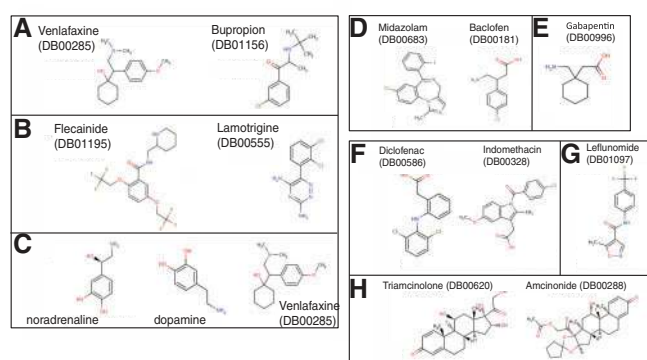 A
Venlafaxine
(DB00285)
Bupropion
(DB01156)
B
Flecainide
(DB01195)
Lamotrigine
(DB00555)
C
noradrenaline
dopamine
Venlafaxine
(DB00285)
D
Midazolam
(DB00683)
Baclofen
(DB00181)
E
Gabapentin
(DB00996)
F
Diclofenac
(DB00586)
Indomethacin
(DB00328)
G
Leflunomide
(DB01097)
H
Triamcinolone (DB00620)
Amcinonide (DB00288)